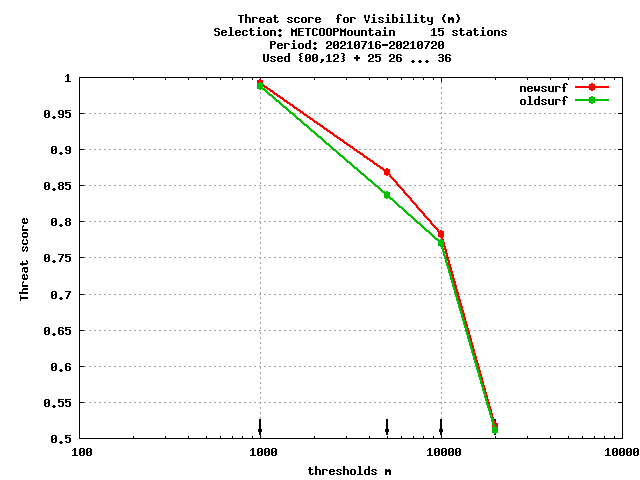 Threat score  for Visibility (m)
Selection: METCOOPMountain     15 stations
Period: 20210716-20210720
Used {00,12} + 25 26 ... 36
newsurf
oldsurf
1
0.95
0.9
0.85
0.8
0.75
0.7
0.65
0.6
0.55
0.5
Threat score
100
1000
10000
10000
thresholds m